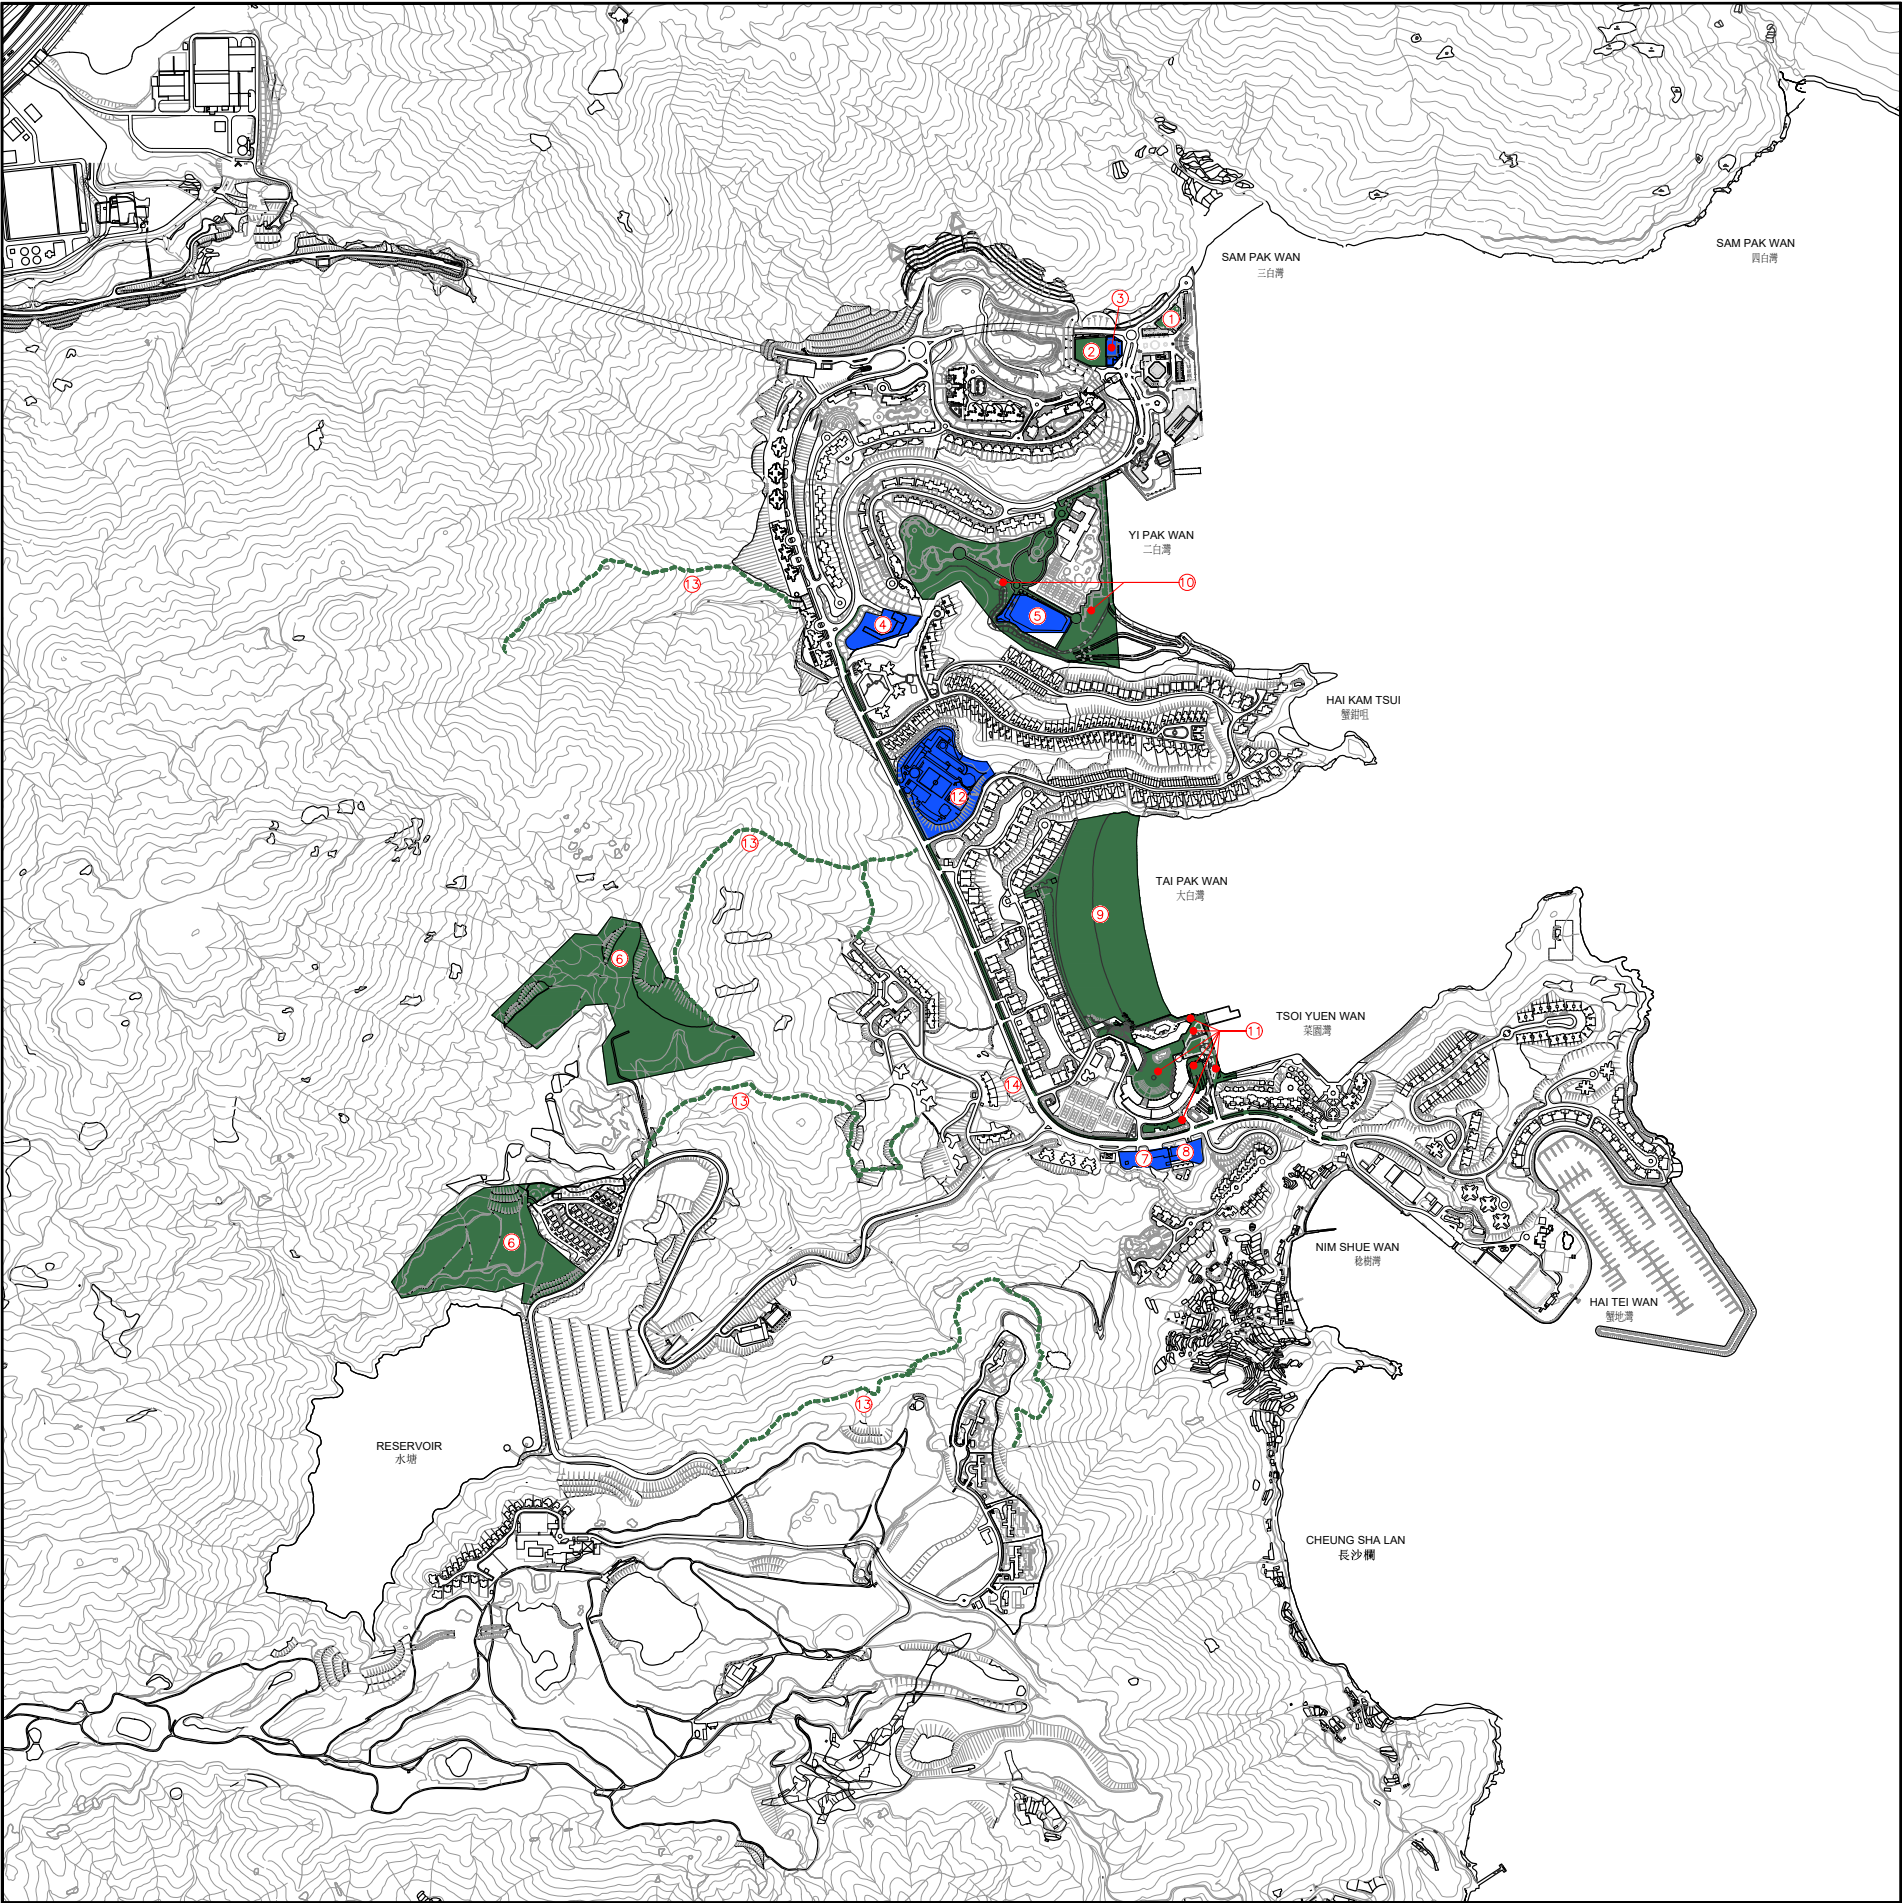 SAM PAK WAN
四白灣
SAM PAK WAN
三白灣
3
1
2
YI PAK WAN
二白灣
13
10
5
4
HAI KAM TSUI
蟹鉗咀
12
13
TAI PAK WAN
大白灣
9
6
TSOI YUEN WAN
菜園灣
11
14
13
7
8
6
NIM SHUE WAN
稔樹灣
HAI TEI WAN
蟹地灣
13
RESERVOIR
水塘
CHEUNG SHA LAN
長沙欄